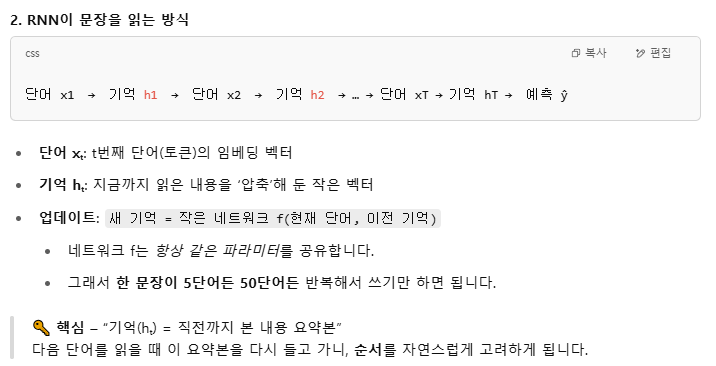 2. RNN이 문장을 읽는 방식
css 복사 편집
단어 x1 → 기억 h1 → 단어 x2 → 기억 h2 → … → 단어 xT → 기억 hT → 예측 ŷ
• 단어 xₜ: t번째 단어(토큰)의 임베딩 벡터
• 기억 hₜ: 지금까지 읽은 내용을 ‘압축’해 둔 작은 벡터
• 업데이트: 새 기억 = 작은 네트워크 f(현재 단어, 이전 기억)
• 네트워크 f는 항상 같은 파라미터를 공유합니다.
• 그래서 한 문장이 5단어든 50단어든 반복해서 쓰기만 하면 됩니다.
🔑 핵심 – “기억(hₜ) = 직전까지 본 내용 요약본”
다음 단어를 읽을 때 이 요약본을 다시 들고 가니, 순서를 자연스럽게 고려하게 됩니다.